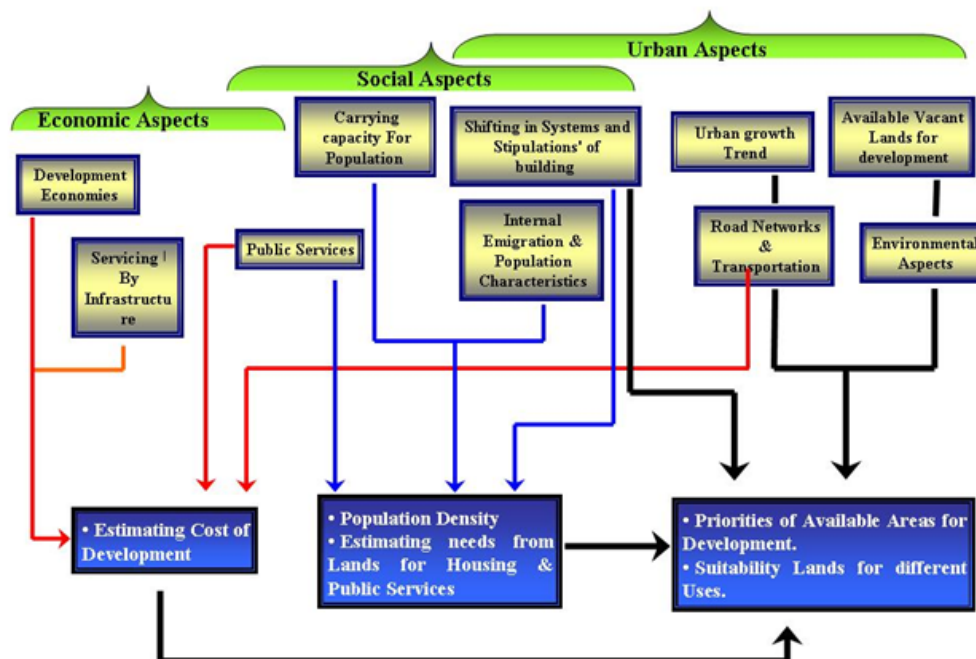 Urban Aspects
Social Aspects
Economic Aspects
Carrying
capacity For
Population
Shifting in Systems and
Stipulations' of
building
Urban growth
Trend
Available Vacant
Lands for
development
Development
Economies
Servicing |
By
Infrastructu
re
Public Services
Internal
Emigration &
Population
Characteristics
Road Networks
&
Transportation
Environmental
Aspects
• Estimating Cost of
Development
• Population Density
• Estimating needs from
Lands for Housing &
Public Services
• Priorities of Available Areas for
Development.
• Suitability Lands for different
Uses.